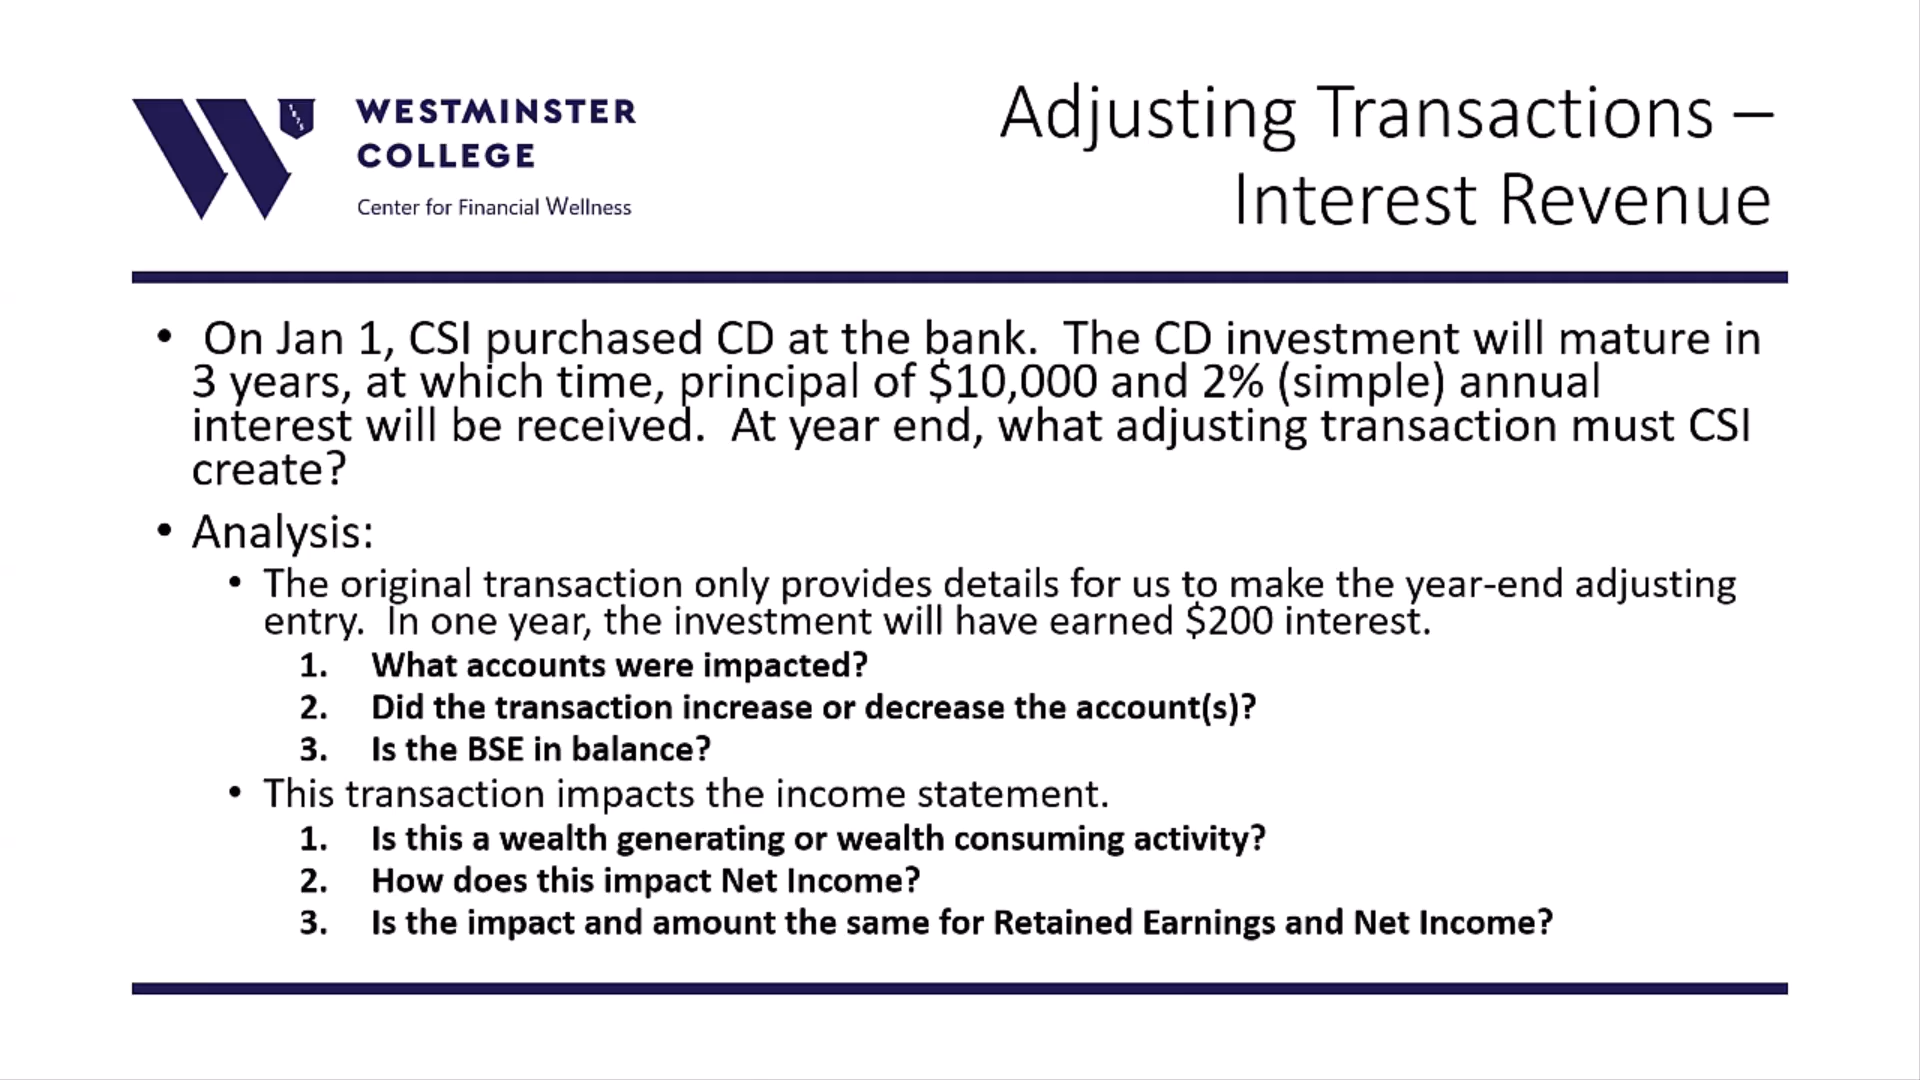 WESTMINSTER
COLLEGE
Center for Financial Wellness
1875
Adjusting Transactions –
Interest Revenue
• On Jan 1, CSI purchased CD at the bank.  The CD investment will mature in
3 years, at which time, principal of $10,000 and 2% (simple) annual
interest will be received.  At year end, what adjusting transaction must CSI
create?
• Analysis:
• The original transaction only provides details for us to make the year-end adjusting
entry.  In one year, the investment will have earned $200 interest.
1. What accounts were impacted?
2. Did the transaction increase or decrease the account(s)?
3. Is the BSE in balance?
• This transaction impacts the income statement.
1. Is this a wealth generating or wealth consuming activity?
2. How does this impact Net Income?
3. Is the impact and amount the same for Retained Earnings and Net Income?